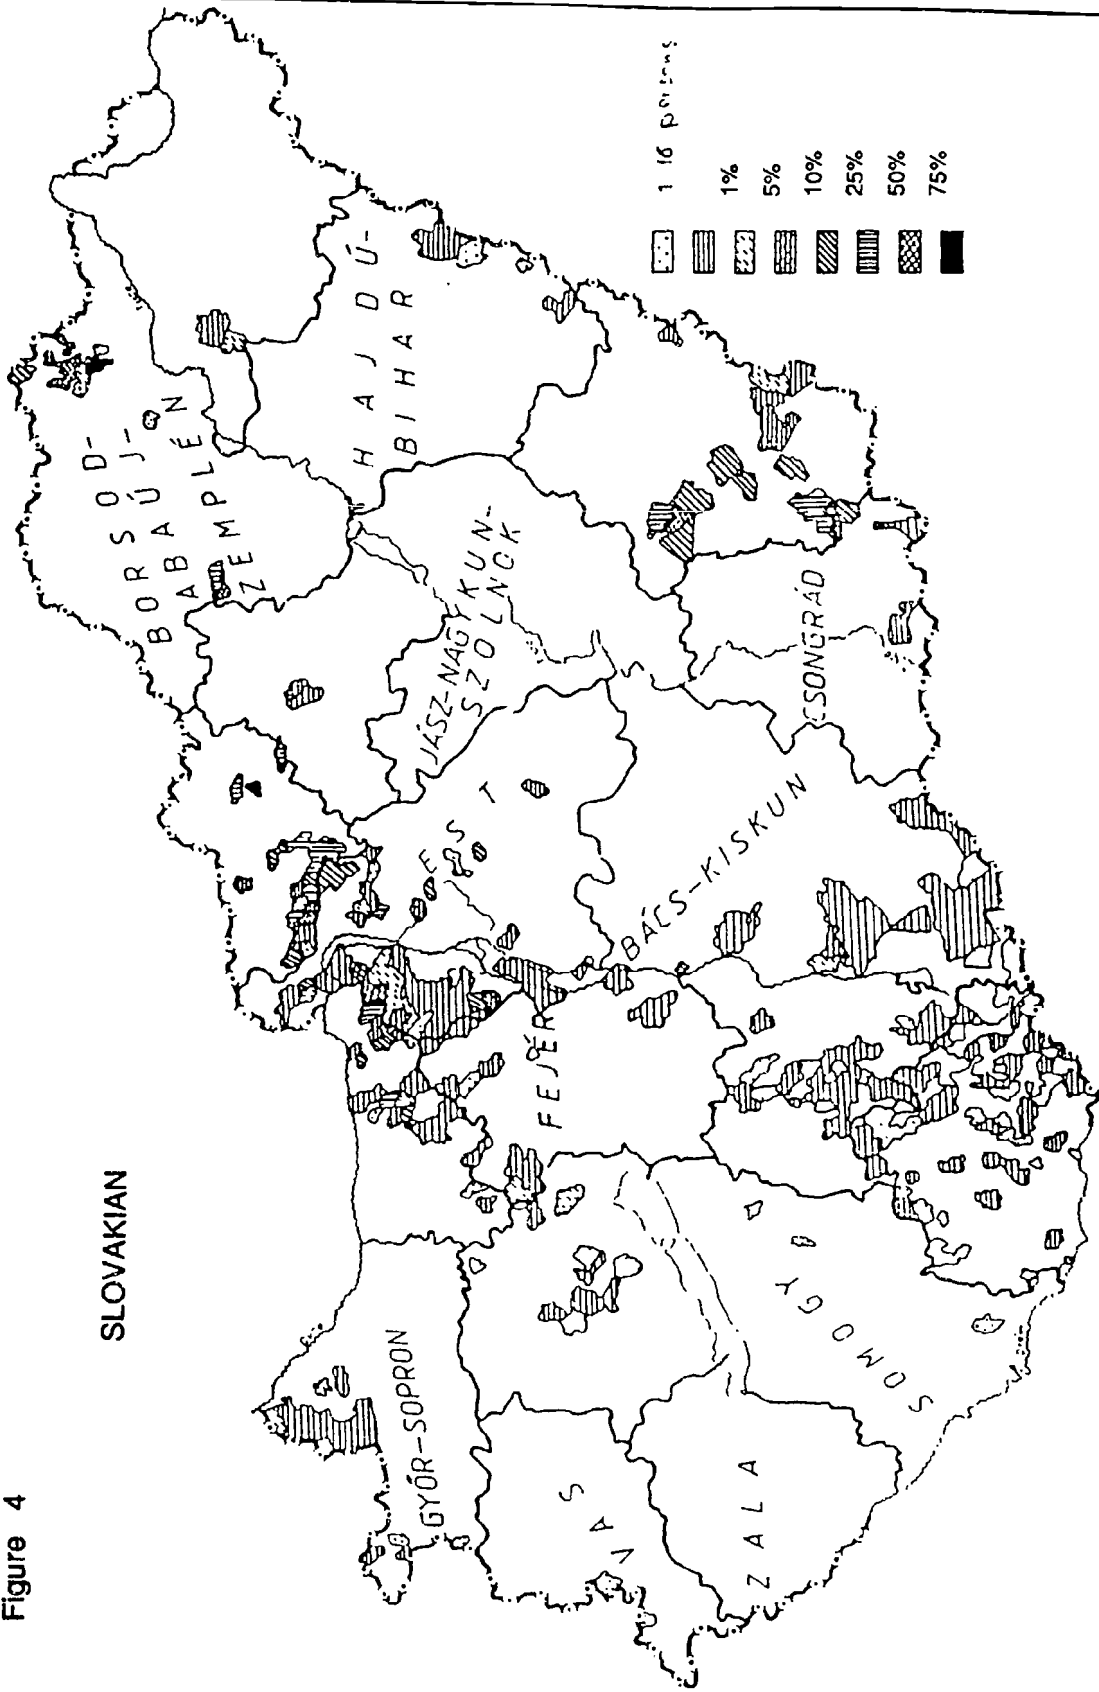 Figure 4
SLOVAKIAN
BORSOD-
ABAÚJ-
ZEMPLÉN
HAJDÚ-
BIHAR
JÁSZ-NAGYKUN-
SZOLNOK
CSONGRÁD
EST
BÁCS-KISKUN
FEJÉR
GYŐR-SOPRON
VAS
ZALA
SOMOGY
1%
5%
10%
25%
50%
75%